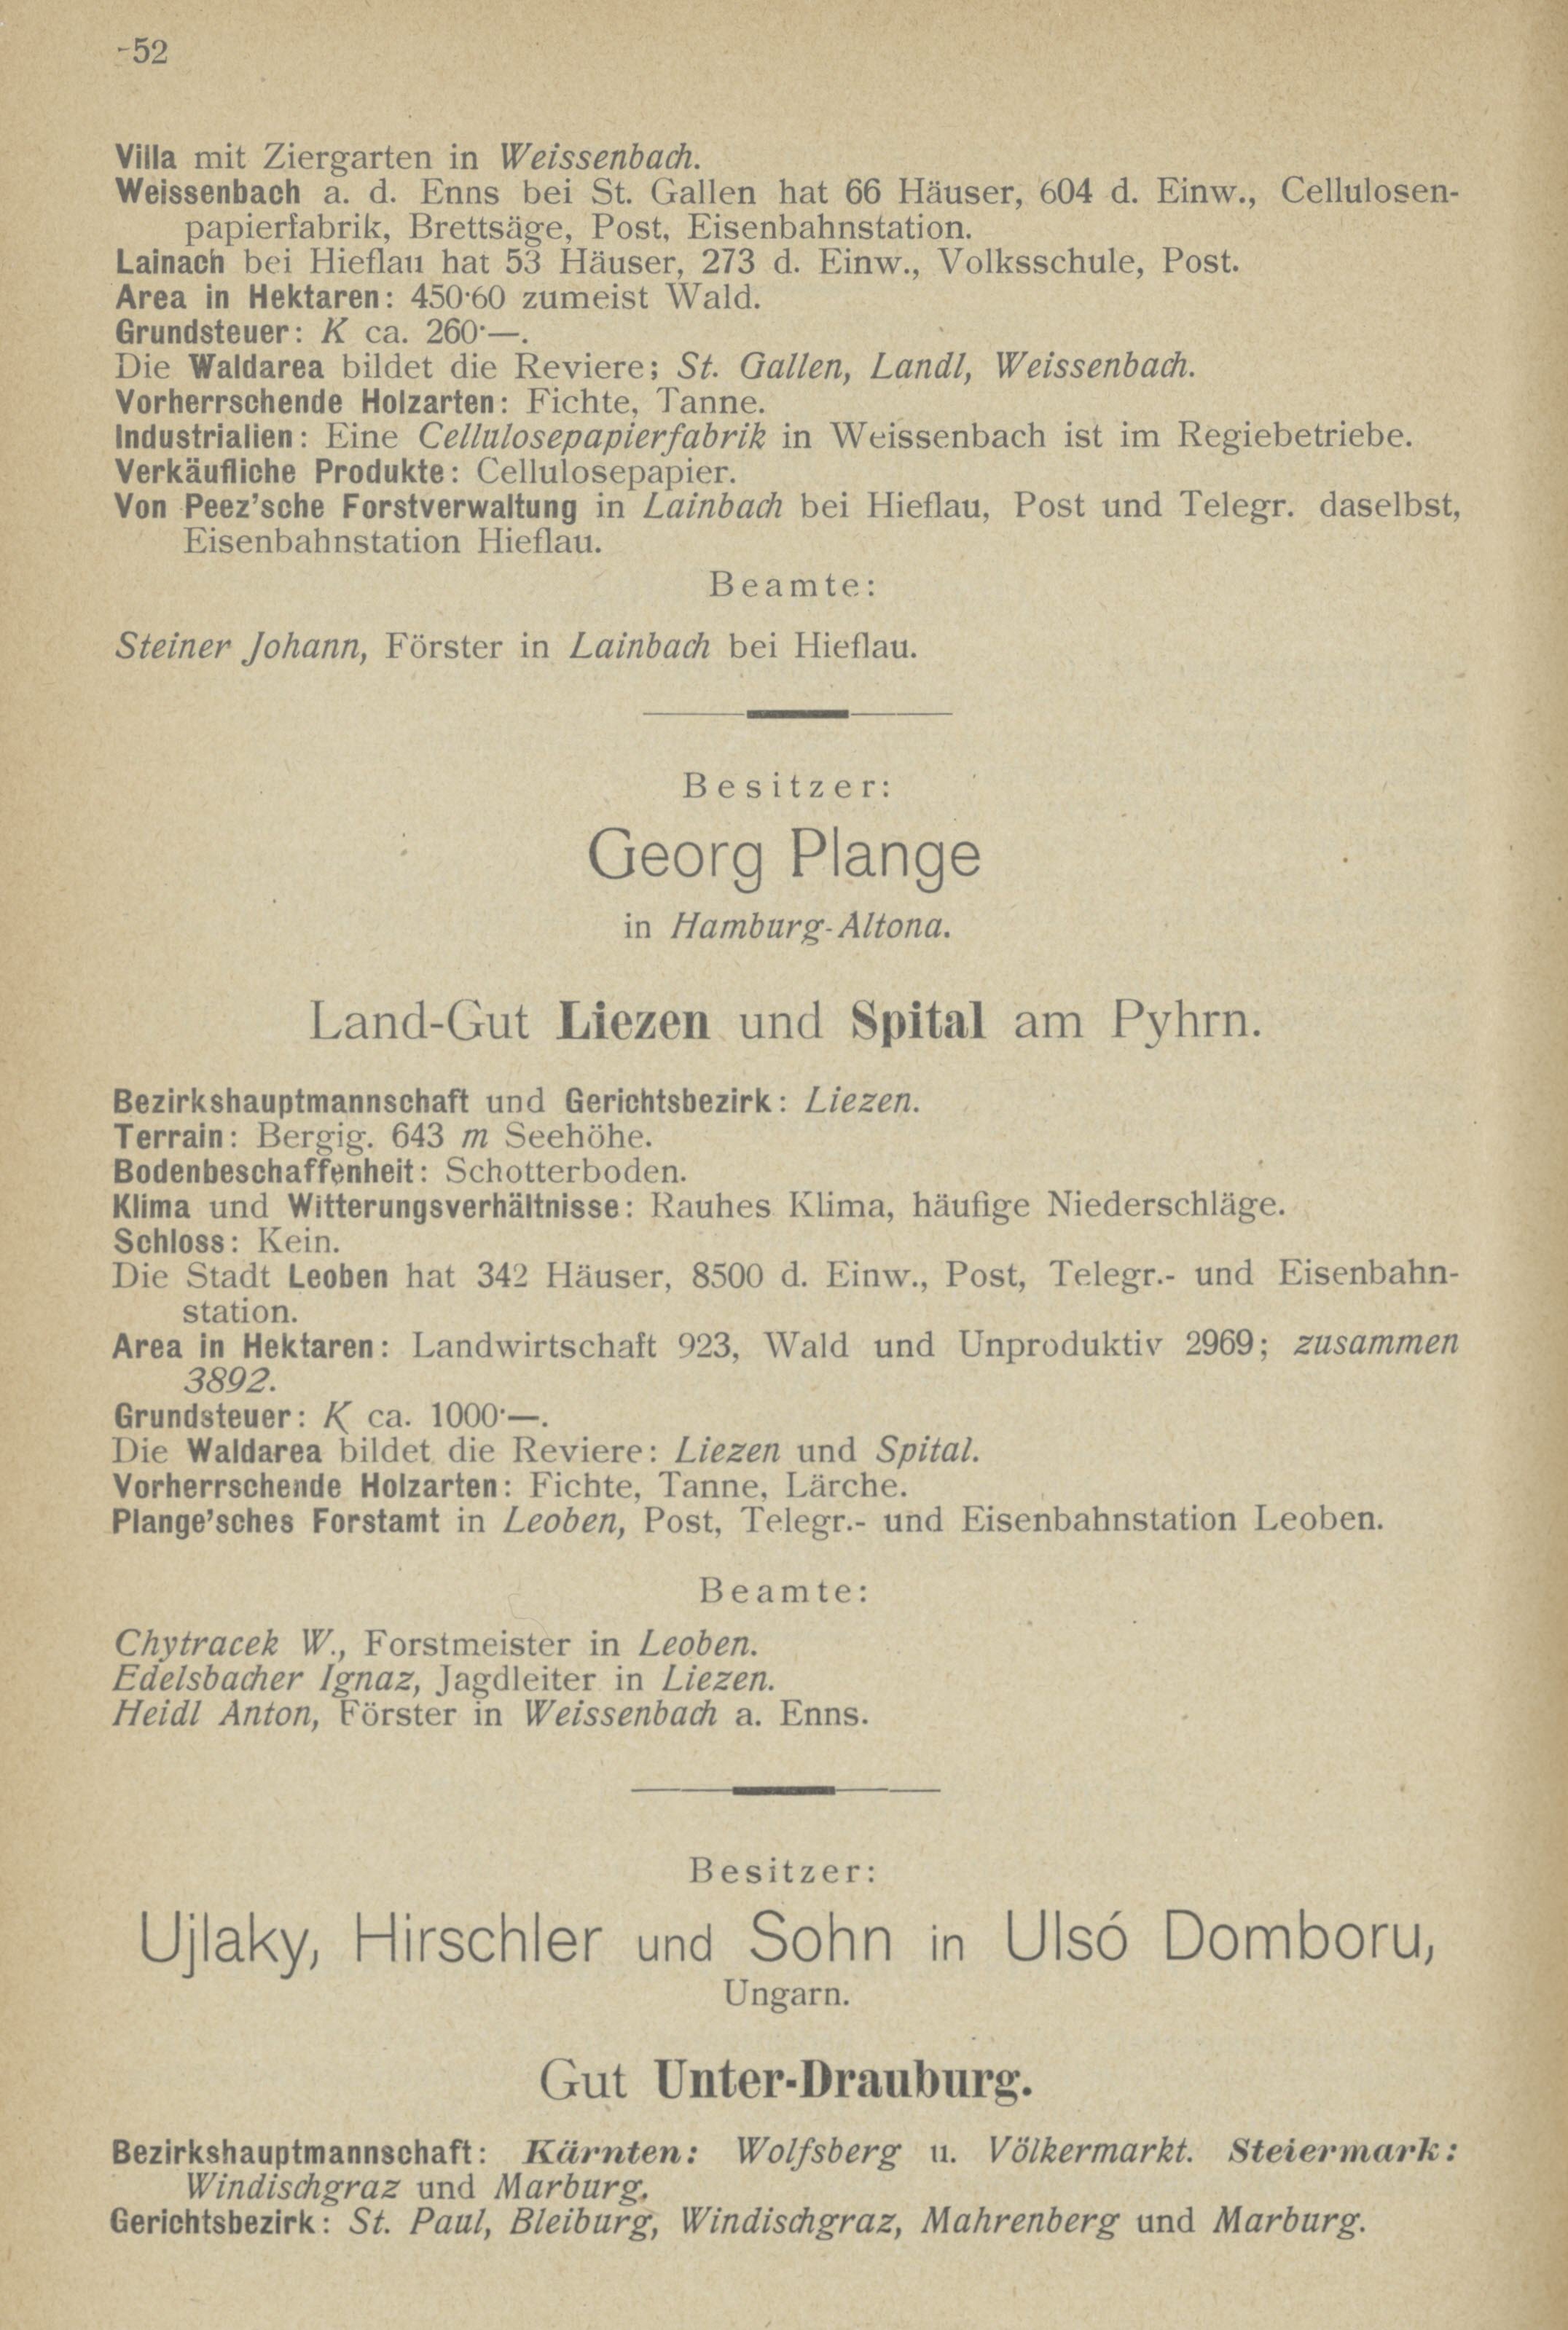 -52
Villa mit Ziergarten in Weissenbach.
Weissenbach a. d. Enns bei St. Gallen hat 66 Häuser, 604 d. Einw., Cellulosen-
papierfabrik, Brettsäge, Post, Eisenbahnstation.
Lainach bei Hieflau hat 53 Häuser, 273 d. Einw., Volksschule, Post.
Area in Hektaren: 450·60 zumeist Wald.
Grundsteuer: K ca. 260·—.
Die Waldarea bildet die Reviere; St. Gallen, Landl, Weissenbach.
Vorherrschende Holzarten: Fichte, Tanne.
Industrialien: Eine Cellulosepapierfabrik in Weissenbach ist im Regiebetriebe.
Verkäufliche Produkte: Cellulosepapier.
Von Peez'sche Forstverwaltung in Lainbach bei Hieflau, Post und Telegr. daselbst,
Eisenbahnstation Hieflau.
Beamte:
Steiner Johann, Förster in Lainbach bei Hieflau.
Besitzer:
Georg Plange
in Hamburg-Altona.
Land-Gut Liezen und Spital am Pyhrn.
Bezirkshauptmannschaft und Gerichtsbezirk: Liezen.
Terrain: Bergig. 643 m Seehöhe.
Bodenbeschaffenheit: Schotterboden.
Klima und Witterungsverhältnisse: Rauhes Klima, häufige Niederschläge.
Schloss: Kein.
Die Stadt Leoben hat 342 Häuser, 8500 d. Einw., Post, Telegr.- und Eisenbahn-
station.
Area in Hektaren: Landwirtschaft 923, Wald und Unproduktiv 2969; zusammen
3892.
Grundsteuer: K ca. 1000·—.
Die Waldarea bildet die Reviere: Liezen und Spital.
Vorherrschende Holzarten: Fichte, Tanne, Lärche.
Plange'sches Forstamt in Leoben, Post, Telegr.- und Eisenbahnstation Leoben.
Beamte:
Chytracek W., Forstmeister in Leoben.
Edelsbacher Ignaz, Jagdleiter in Liezen.
Heidl Anton, Förster in Weissenbach a. Enns.
Besitzer:
Ujlaky, Hirschler und Sohn in Ulsó Domboru,
Ungarn.
Gut Unter-Drauburg.
Bezirkshauptmannschaft: Kärnten: Wolfsberg u. Völkermarkt. Steiermark:
Windischgraz und Marburg.
Gerichtsbezirk: St. Paul, Bleiburg, Windischgraz, Mahrenberg und Marburg.